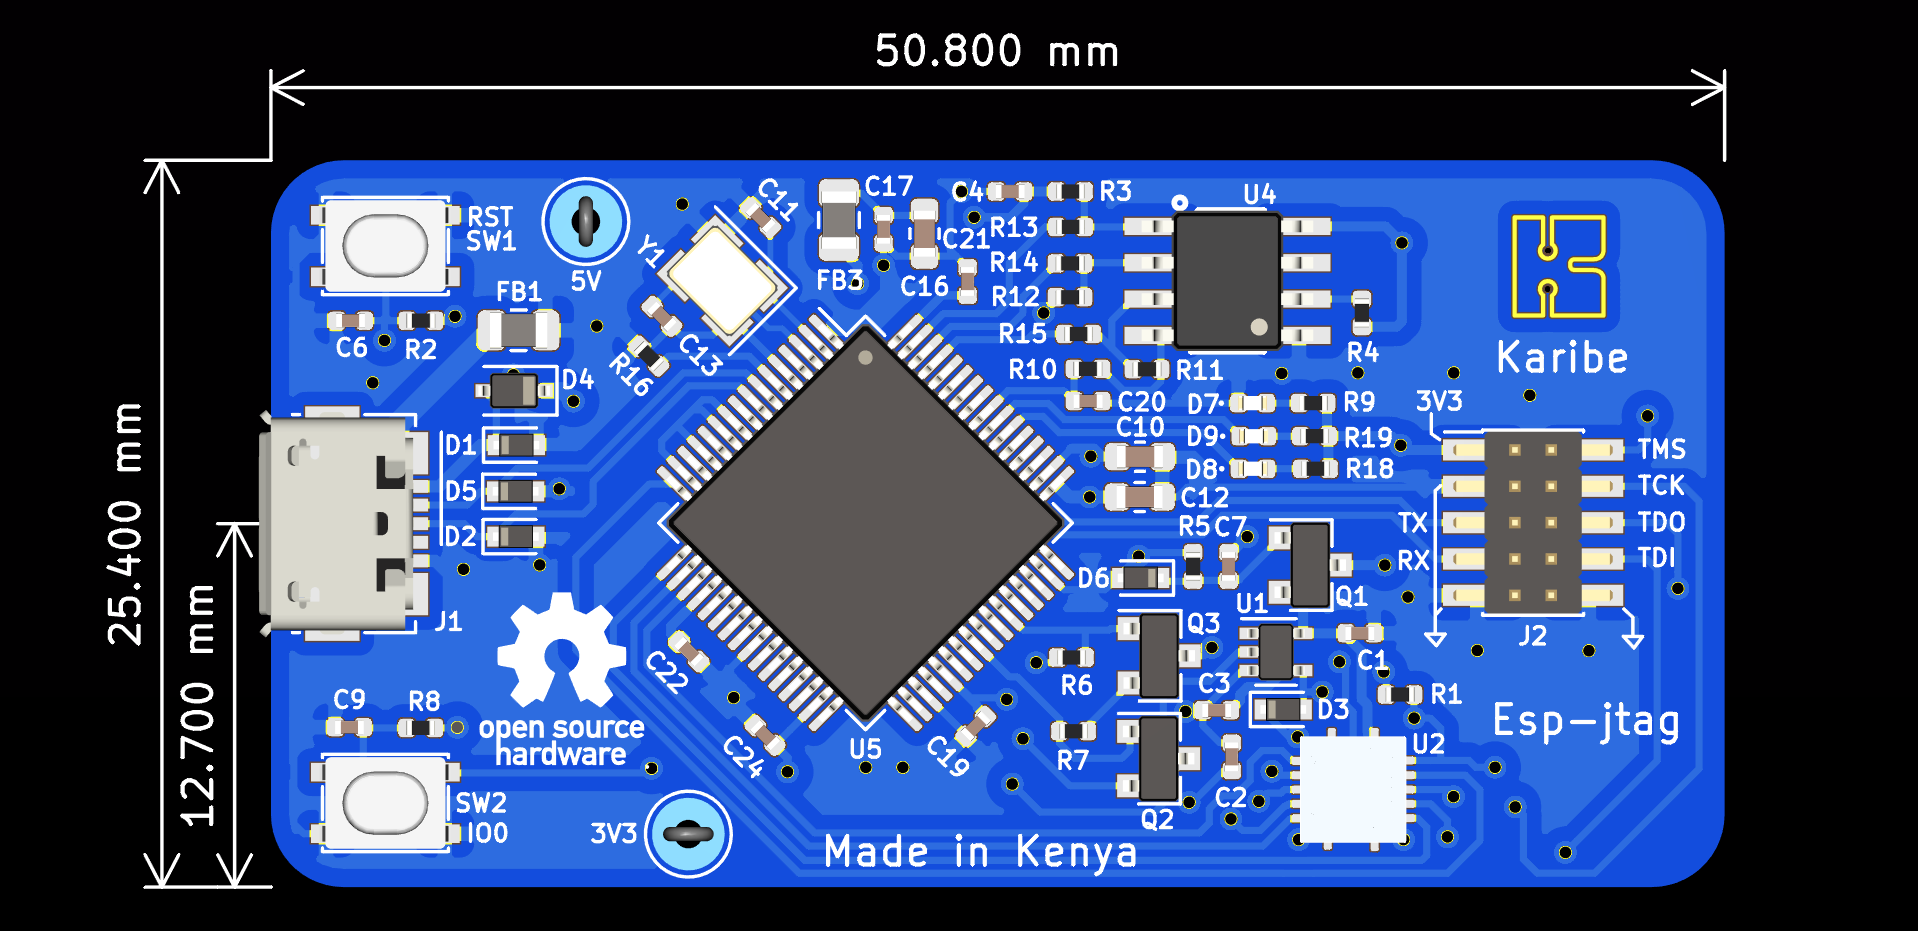 50.800 mm
25.400 mm
12.700 mm
RST
SW1
5V
C11
Y1
C17
C4
R3
U4
R13
C21
FB3
C16
R14
R12
FB1
C6
R2
C13
R16
R15
R4
Karibe
D4
R10
R11
C20
D7
R9
3V3
C10
D1
D9
R19
TMS
D8
R18
D5
C12
TCK
D2
R5
C7
TX
TDO
RX
TDI
D6
Q1
U1
J1
Q3
J2
C22
C1
R6
C3
R1
D3
C9
R8
open source
hardware
Esp-jtag
U5
U2
C24
C19
R7
C2
SW2
IO0
3V3
Q2
Made in Kenya